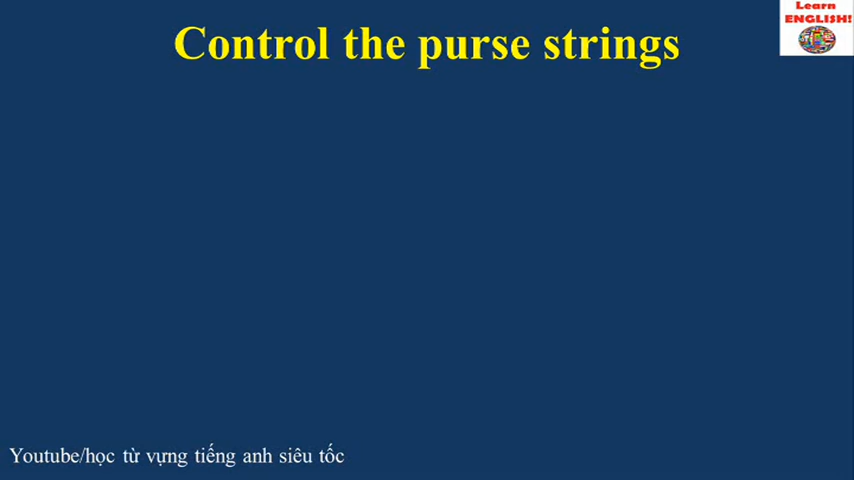 Control the purse strings
Learn
ENGLISH!
Youtube/học từ vựng tiếng anh siêu tốc